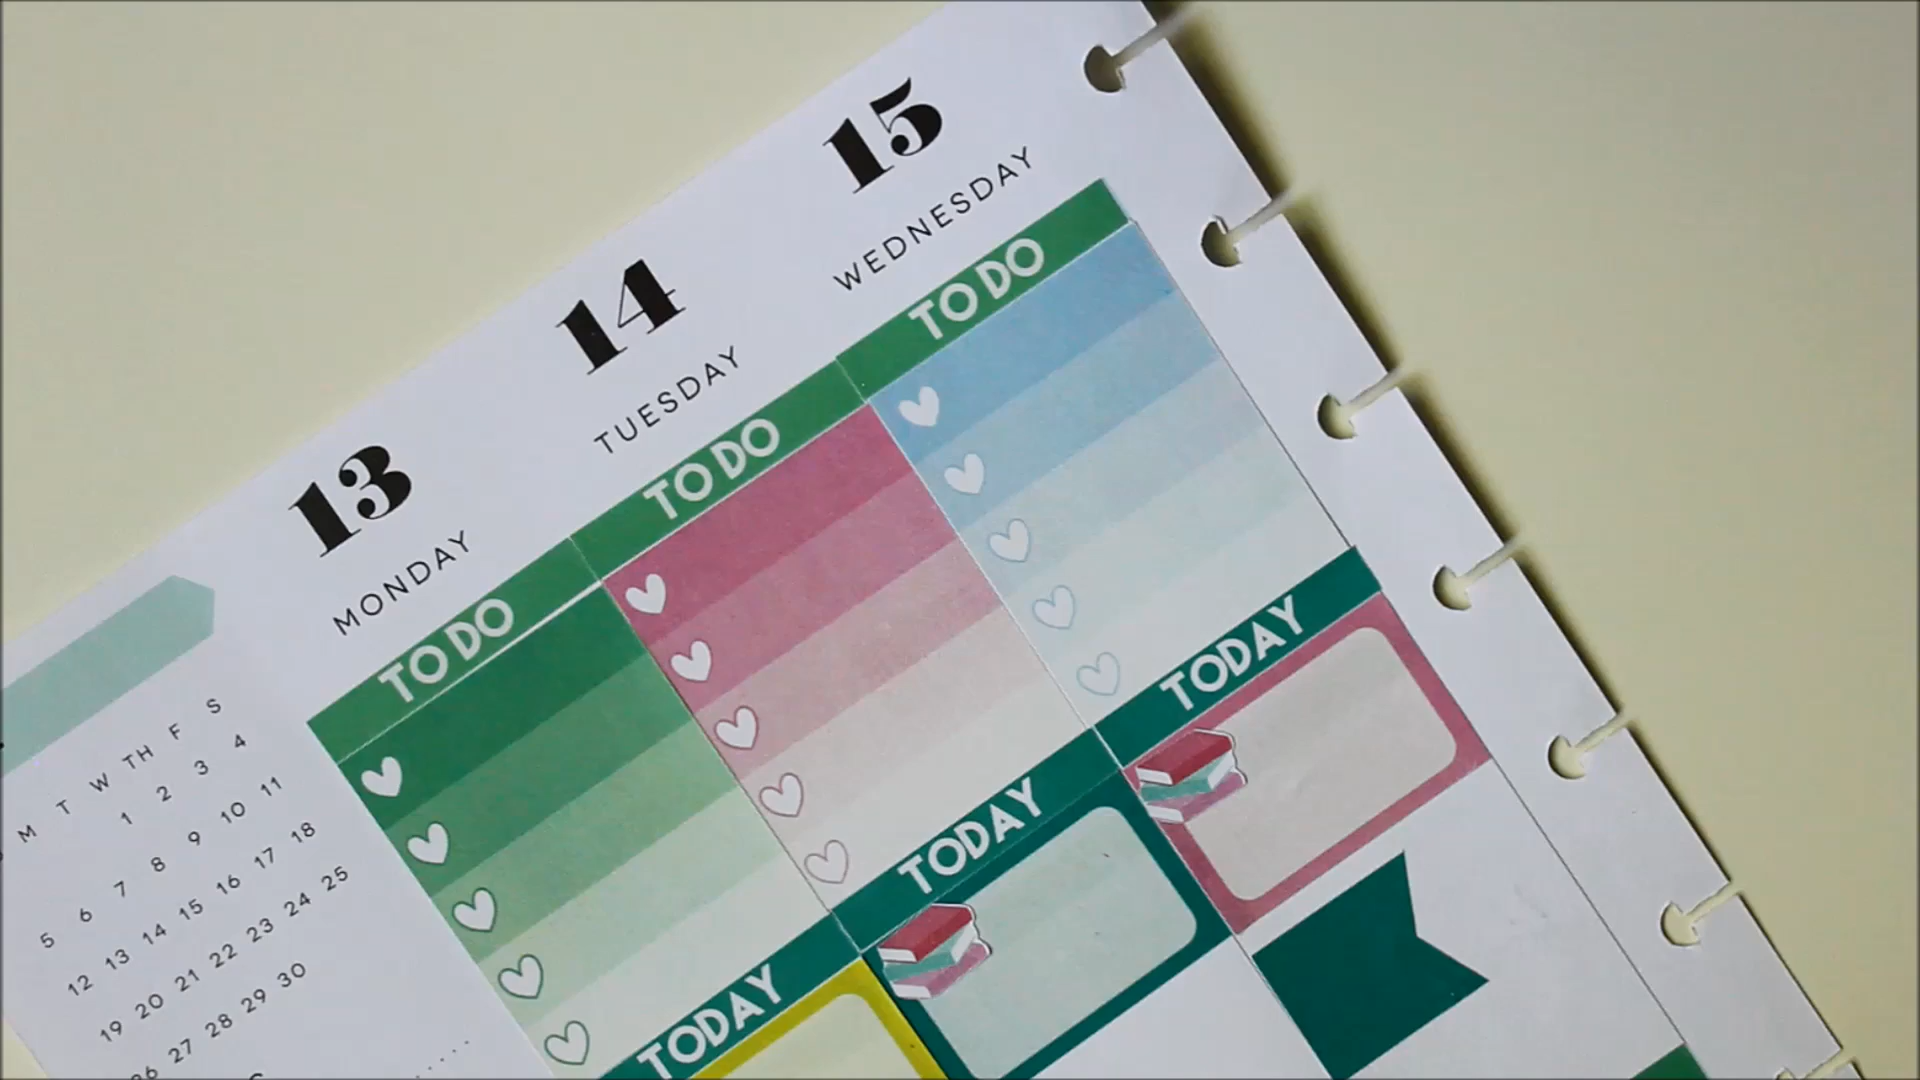 13
MONDAY
TO DO
TODAY
14
TUESDAY
TO DO
TODAY
15
WEDNESDAY
TO DO
TODAY
M T W TH F S
1 2 3 4
5 6 7 8 9 10 11
12 13 14 15 16 17 18
19 20 21 22 23 24 25
26 27 28 29 30